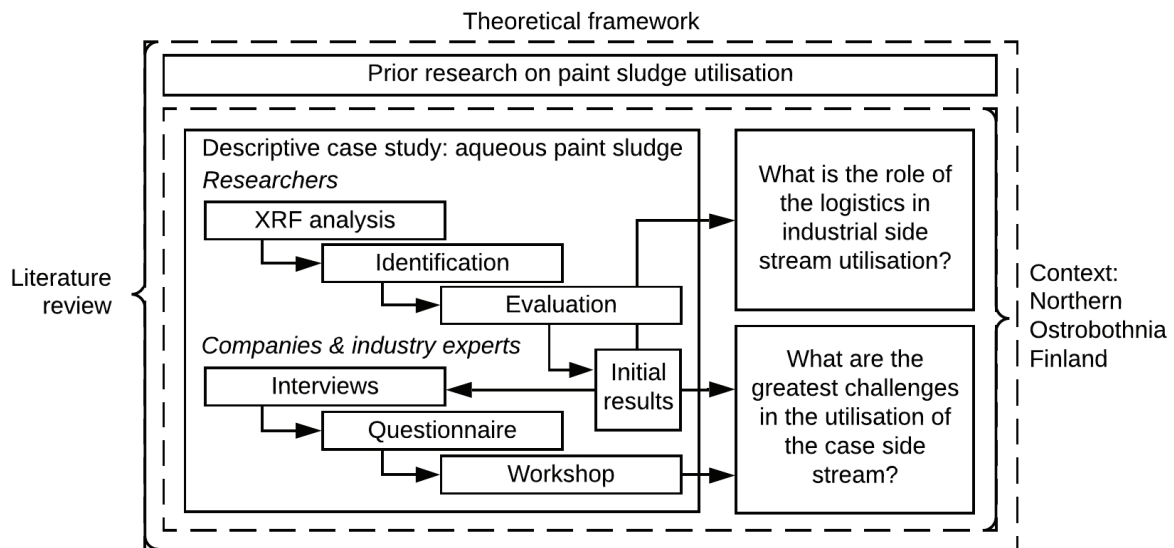 Theoretical framework
Prior research on paint sludge utilisation
Literature
review
Descriptive case study: aqueous paint sludge
Researchers
XRF analysis
Identification
Evaluation
Companies & industry experts
Initial
results
Interviews
Questionnaire
Workshop
What is the role of
the logistics in
industrial side
stream utilisation?
What are the
greatest challenges
in the utilisation of
the case side
stream?
Context:
Northern
Ostrobothnia
Finland